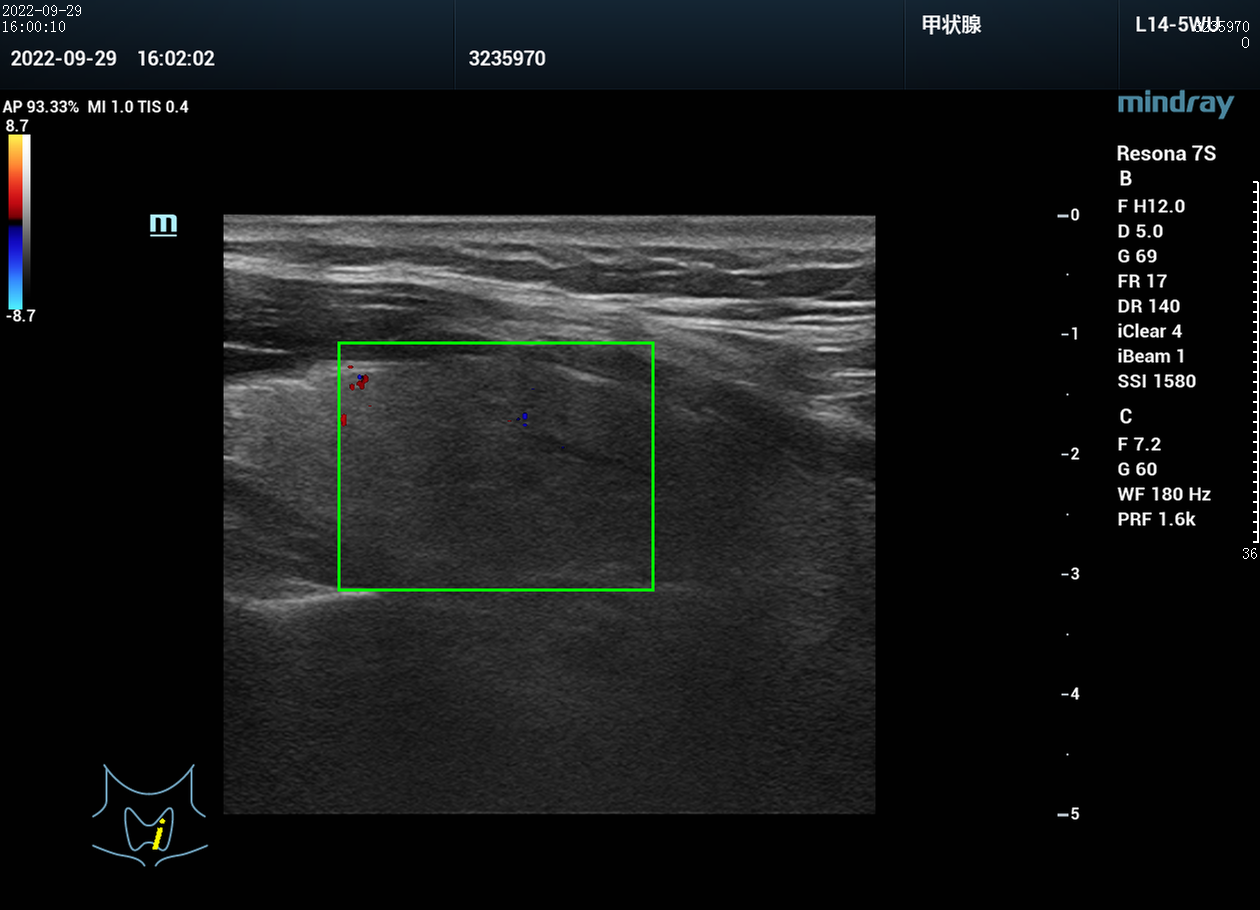 2022-09-29
16:00:10
2022-09-29 16:02:02
3235970
甲状腺
L14-5WU
3235970
0
AP 93.33% MI 1.0 TIS 0.4
8.7
-8.7
m
mindray
Resona 7S
B
F H12.0
D 5.0
G 69
FR 17
DR 140
iClear 4
iBeam 1
SSI 1580
C
F 7.2
G 60
WF 180 Hz
PRF 1.6k
0
-1
-2
-3
-4
-5
36